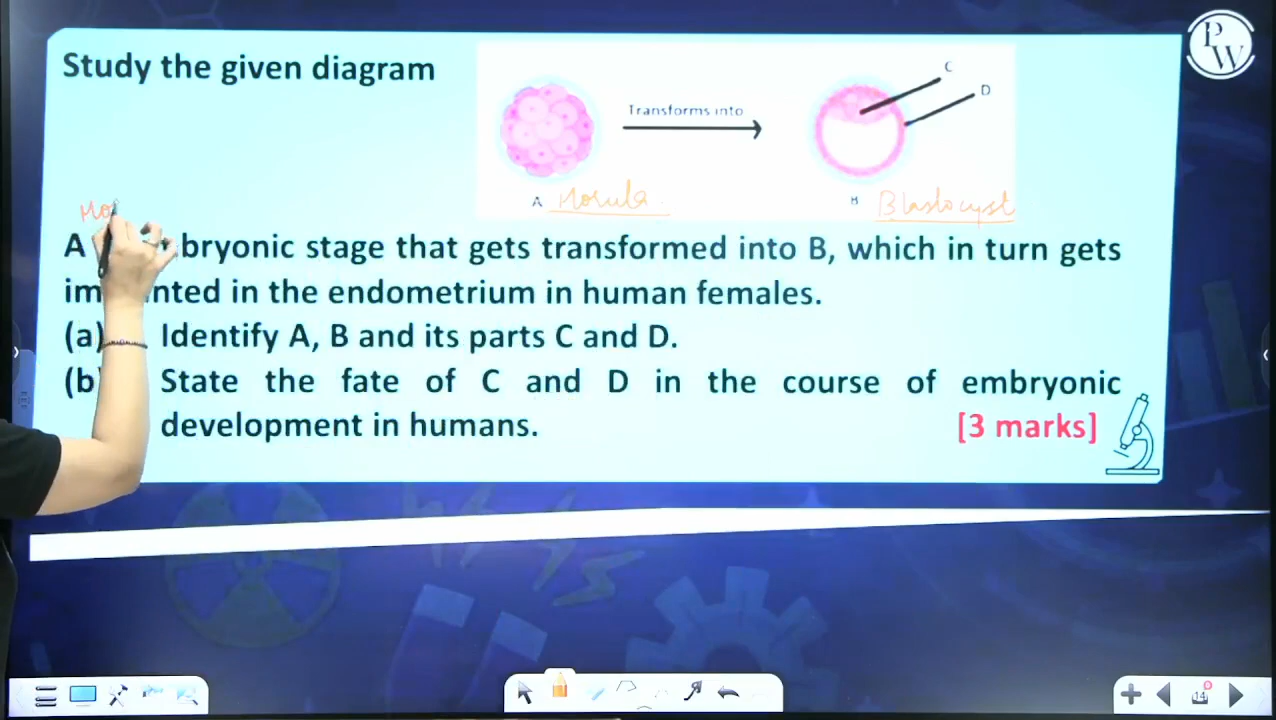 P
W
Study the given diagram
C
D
Transforms into
A Morula.
B Blastocyst
Mo
A bryonic stage that gets transformed into B, which in turn gets
im nted in the endometrium in human females.
(a) Identify A, B and its parts C and D.
(b State the fate of C and D in the course of embryonic
development in humans. [3 marks]
14